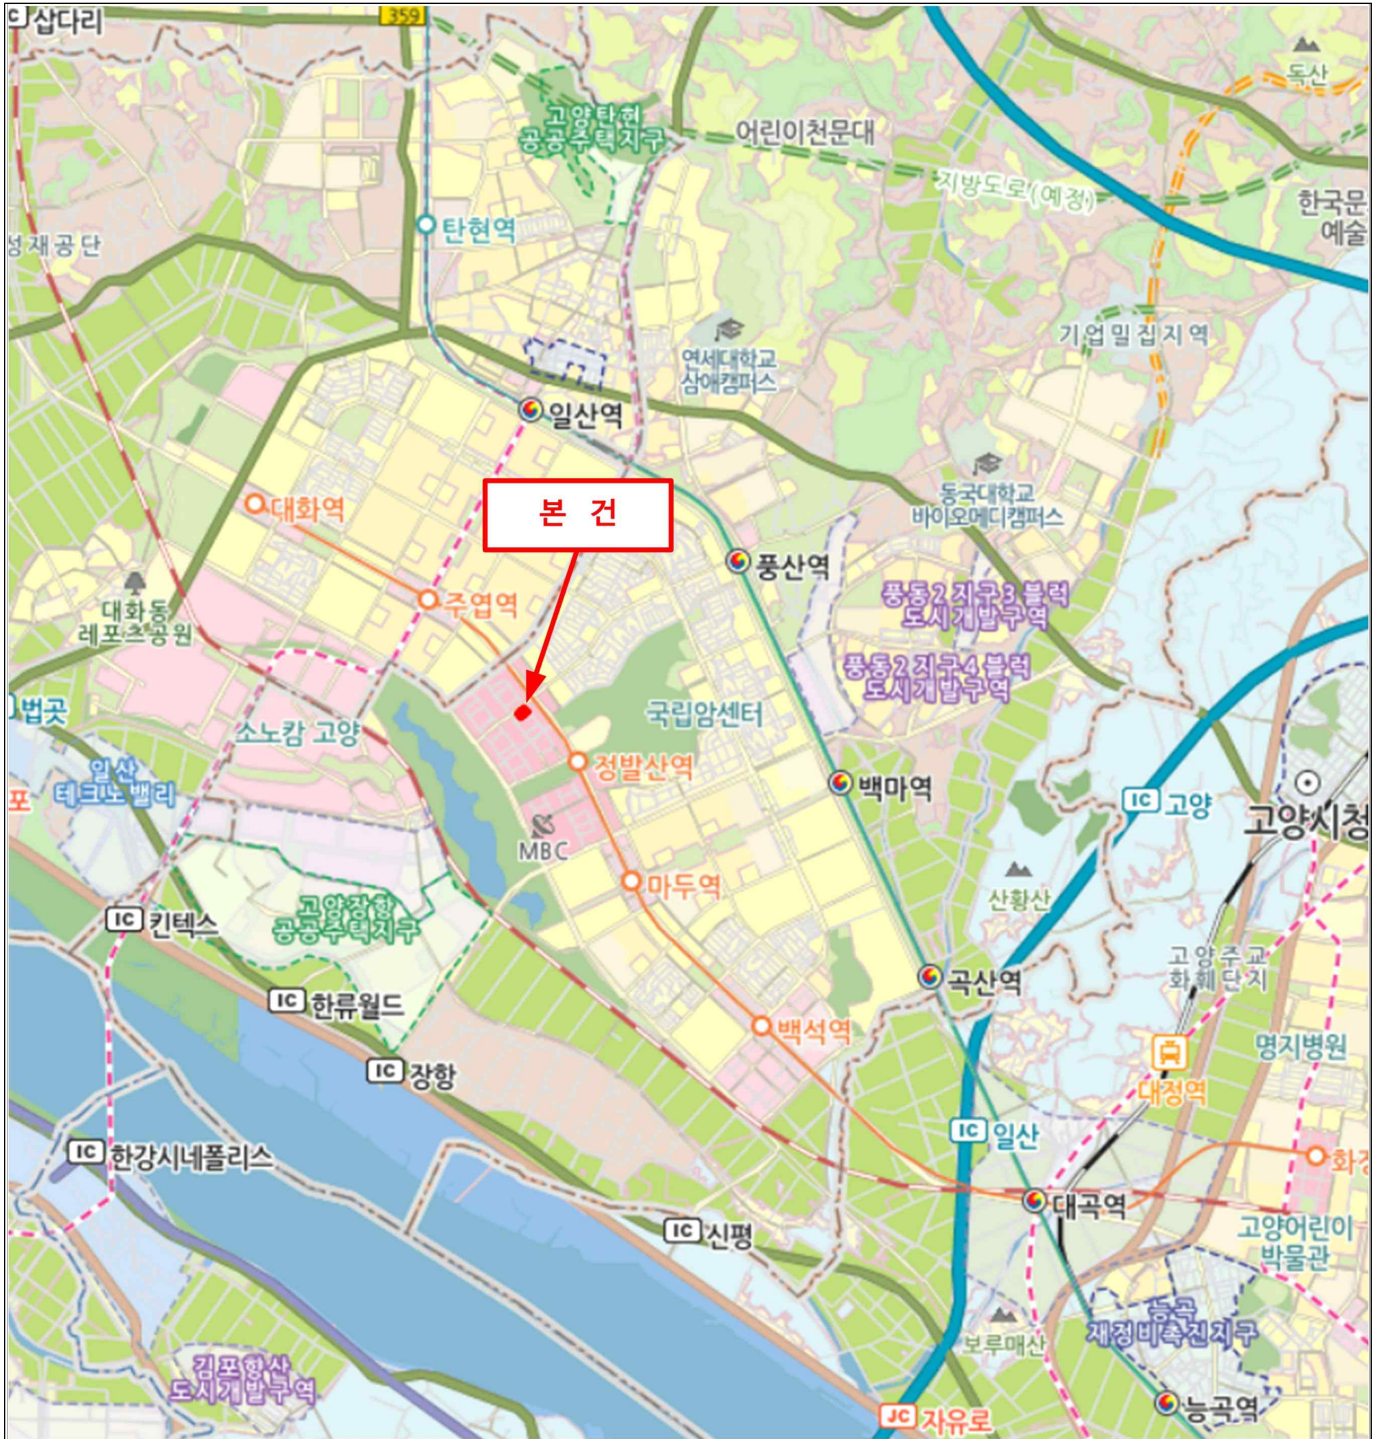 삽다리
359
고양탄현
공공주택지구
어린이천문대
독산
지방도로(예정)
한국문
예술
탄현역
성재공단
기업밀집지역
연세대학교
삼애캠퍼스
일산역
동국대학교
바이오메디캠퍼스
대화역
본 건
풍산역
풍동2지구3블럭
도시개발구역
주엽역
대화동
레포츠공원
풍동2지구4블럭
도시개발구역
법곳
소노캄 고양
국립암센터
정발산역
일산
테크노밸리
포
백마역
IC 고양
고양시청
MBC
마두역
산황산
고양장항
공공주택지구
IC 킨텍스
고양주교
화훼단지
곡산역
IC 한류월드
백석역
명지병원
IC 장항
대정역
IC 일산
IC 한강시네폴리스
화정
대곡역
IC 신평
고양어린이
박물관
능곡
재정비촉진지구
보루매산
김포향산
도시개발구역
능곡역
JC 자유로